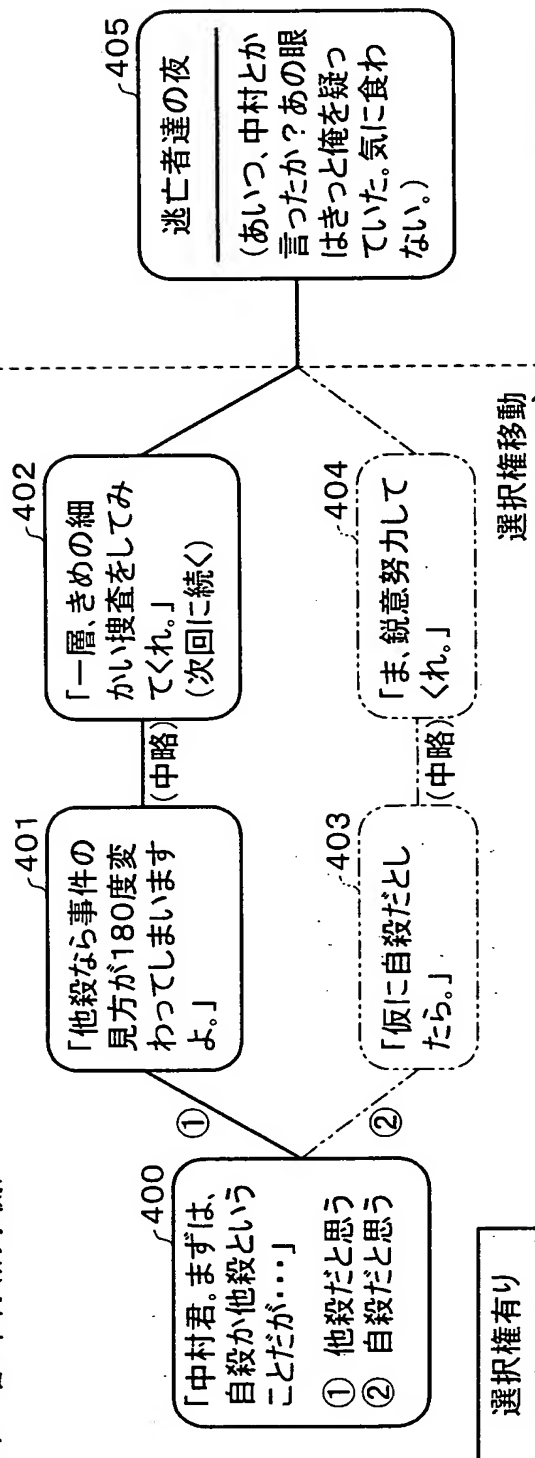 400
「中村君。まずは、
自殺か他殺という
ことだが・・・」
① 他殺だと思う
② 自殺だと思う
①
②
401
「他殺なら事件の
見方が180度変
わってしまいます
よ。」
(中略)
402
「一層、きめの細
かい捜査をしてみ
てくれ。」
(次回に続く)
403
「仮に自殺だとし
たら。」
(中略)
404
「ま、鋭意努力して
くれ。」
405
逃亡者達の夜
(あいつ、中村とか
言ったか？あの眼
はきっと俺を疑っ
ていた。気に食わ
ない。)
選択権有り
選択権移動